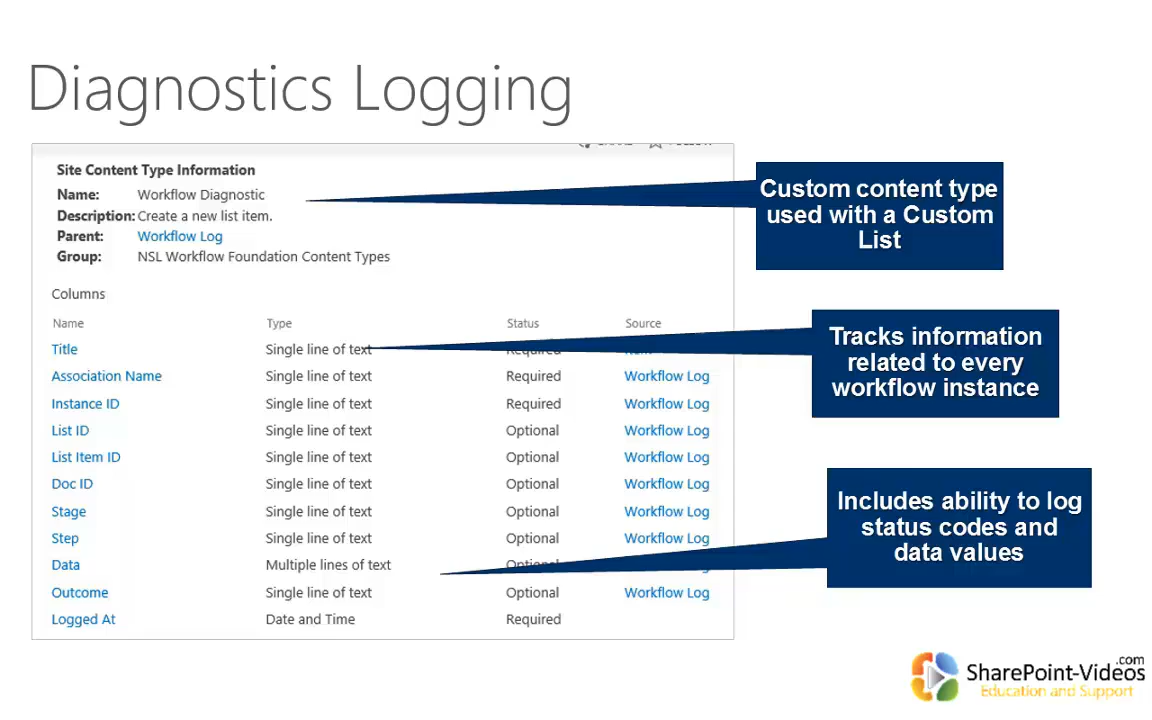 Diagnostics Logging
Site Content Type Information
Name: Workflow Diagnostic
Description: Create a new list item.
Parent: Workflow Log
Group: NSL Workflow Foundation Content Types
Columns
Name Type Status Source
Title Single line of text Required
Association Name Single line of text Required Workflow Log
Instance ID Single line of text Required Workflow Log
List ID Single line of text Optional Workflow Log
List Item ID Single line of text Optional Workflow Log
Doc ID Single line of text Optional Workflow Log
Stage Single line of text Optional Workflow Log
Step Single line of text Optional Workflow Log
Data Multiple lines of text Optional
Outcome Single line of text Optional Workflow Log
Logged At Date and Time Required
Custom content type
used with a Custom
List
Tracks information
related to every
workflow instance
Includes ability to log
status codes and
data values
SharePoint-Videos.com
Education and Support